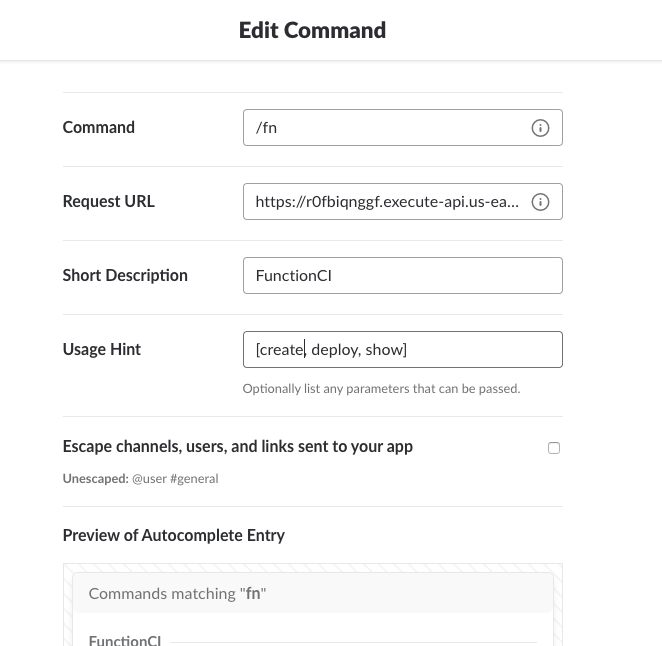 Edit Command
Command
/fn
Request URL
https://r0fbiqnggf.execute-api.us-ea...
Short Description
FunctionCI
Usage Hint
[create, deploy, show]
Optionally list any parameters that can be passed.
Escape channels, users, and links sent to your app
Unescaped: @user #general
Preview of Autocomplete Entry
Commands matching "fn"
FunctionCI